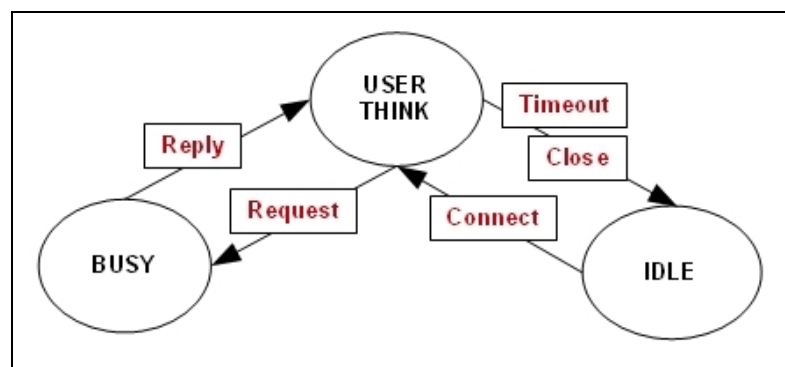 USER
THINK
Timeout
Reply
Close
Request
Connect
BUSY
IDLE